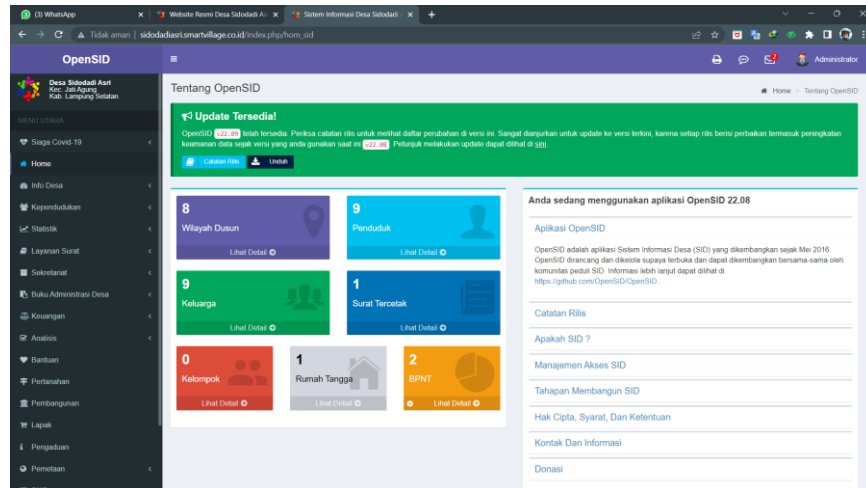 (3) WhatsApp
Website Resmi Desa Sidodadi As
Sistem Informasi Desa Sidodadi
Tidak aman | sidodadiasri.smartvillage.co.id/index.php/hom_sid
OpenSID
2
Administrator
Desa Sidodadi Asri
Kec. Jati Agung
Kab. Lampung Selatan
Tentang OpenSID
Home > Tentang OpenSID
MENU UTAMA
Siaga Covid-19
Home
Info Desa
Kependudukan
Statistik
Layanan Surat
Sekretariat
Buku Administrasi Desa
Keuangan
Analisis
Bantuan
Pertanahan
Pembangunan
Lapak
Pengaduan
Pemetaan
Update Tersedia!
OpenSID v22.09 telah tersedia. Periksa catatan rilis untuk melihat daftar perubahan di versi ini. Sangat dianjurkan untuk update ke versi terkini, karena setiap rilis berisi perbaikan termasuk peningkatan
keamanan data sejak versi yang anda gunakan saat ini v22.08. Petunjuk melakukan update dapat dilihat di sini.
Catatan Rilis
Unduh
8
Wilayah Dusun
Lihat Detail
9
Penduduk
Lihat Detail
9
Keluarga
Lihat Detail
1
Surat Tercetak
Lihat Detail
0
Kelompok
Lihat Detail
1
Rumah Tangga
Lihat Detail
2
BPNT
Lihat Detail
Anda sedang menggunakan aplikasi OpenSID 22.08
Aplikasi OpenSID
OpenSID adalah aplikasi Sistem Informasi Desa (SID) yang dikembangkan sejak Mei 2016.
OpenSID dirancang dan dikelola supaya terbuka dan dapat dikembangkan bersama-sama oleh
komunitas peduli SID. Informasi lebih lanjut dapat dilihat di
https://github.com/OpenSID/OpenSID.
Catatan Rilis
Apakah SID ?
Manajemen Akses SID
Tahapan Membangun SID
Hak Cipta, Syarat, Dan Ketentuan
Kontak Dan Informasi
Donasi